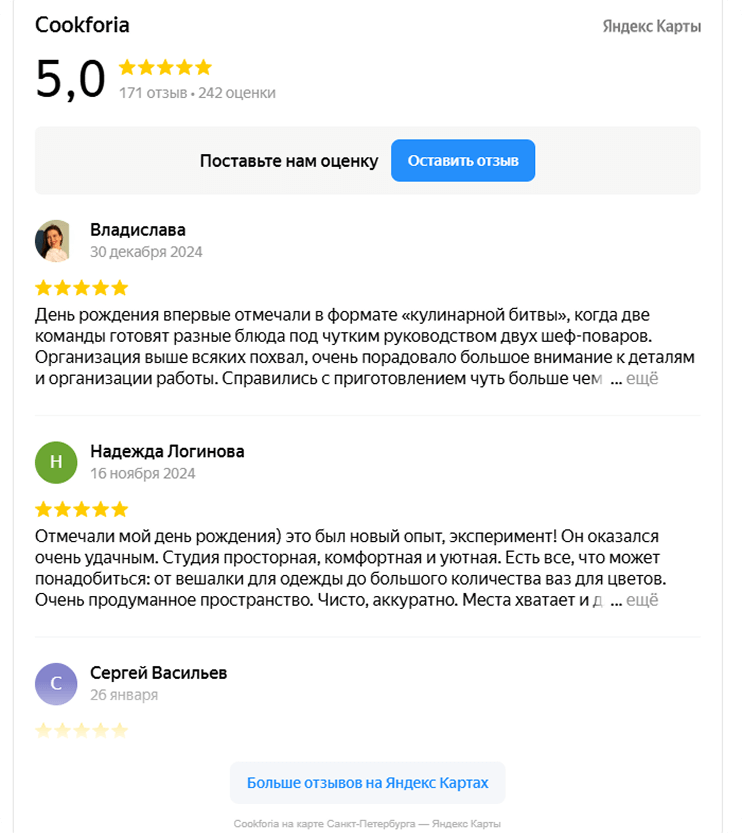 Cookforia
Яндекс Карты
5,0
171 отзыв • 242 оценки
Поставьте нам оценку
Оставить отзыв
Владислава
30 декабря 2024
День рождения впервые отмечали в формате «кулинарной битвы», когда две
команды готовят разные блюда под чутким руководством двух шеф-поваров.
Организация выше всяких похвал, очень порадовало большое внимание к деталям
и организации работы. Справились с приготовлением чуть больше чем ... ещё
Н
Надежда Логинова
16 ноября 2024
Отмечали мой день рождения) это был новый опыт, эксперимент! Он оказался
очень удачным. Студия просторная, комфортная и уютная. Есть все, что может
понадобиться: от вешалки для одежды до большого количества ваз для цветов.
Очень продуманное пространство. Чисто, аккуратно. Места хватает и д ... ещё
С
Сергей Васильев
26 января
Больше отзывов на Яндекс Картах
Cookforia на карте Санкт-Петербурга — Яндекс Карты